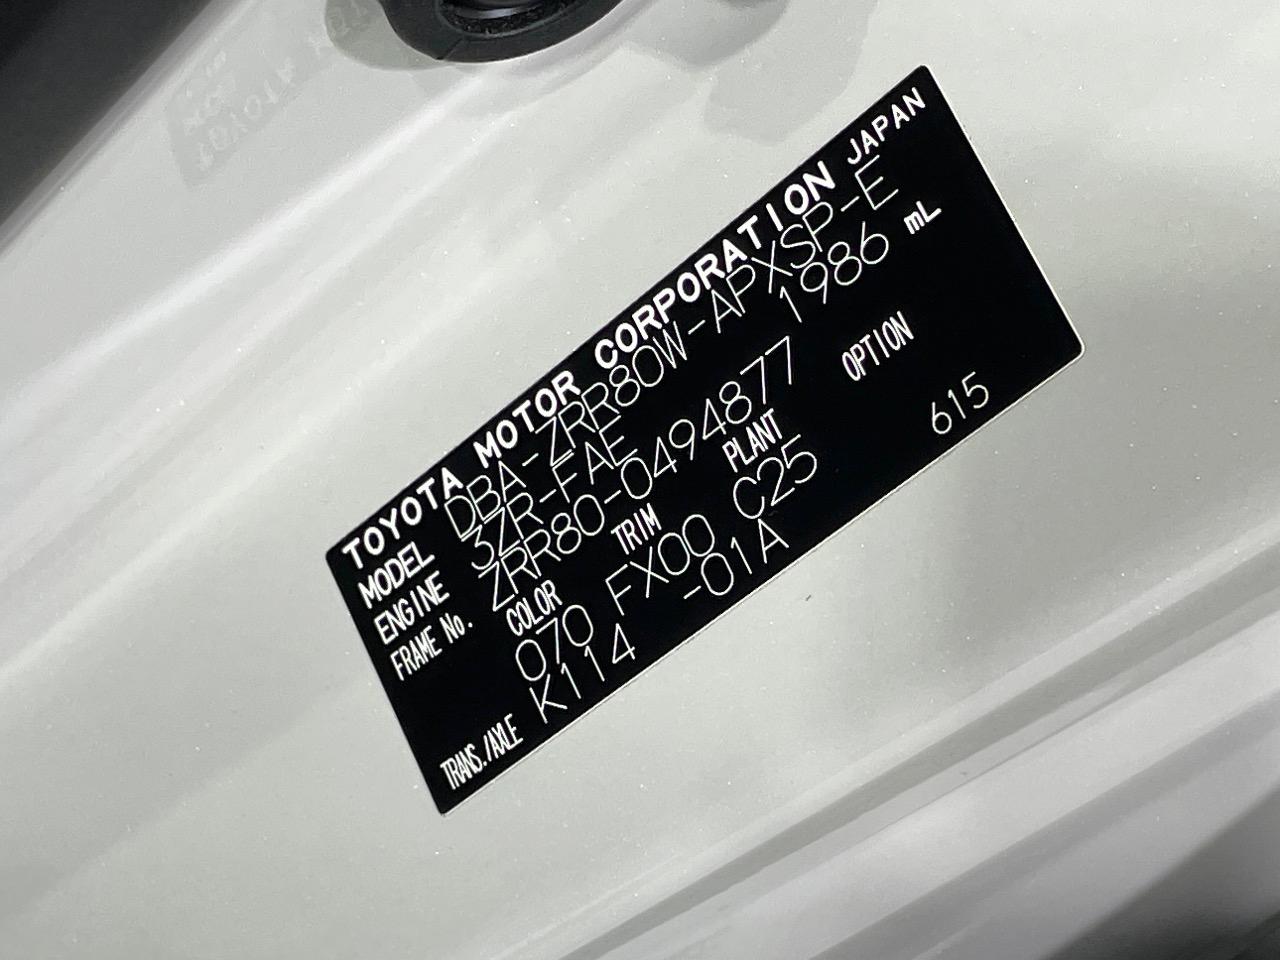 TOYOTA MOTOR CORPORATION JAPAN
MODEL DBA-ZRR80W-APXSP-E
ENGINE 3ZR-FAE 1986 mL
FRAME No. ZRR80-0494877
COLOR TRIM PLANT OPTION
070 FX00 C25 615
TRANS./AXLE K114 -01A